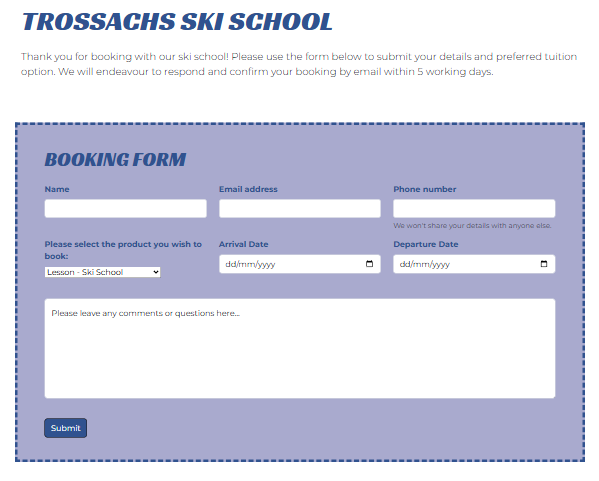 TROSSACHS SKI SCHOOL
Thank you for booking with our ski school! Please use the form below to submit your details and preferred tuition
option. We will endeavour to respond and confirm your booking by email within 5 working days.
BOOKING FORM
Name
Email address
Phone number
We won't share your details with anyone else.
Please select the product you wish to
book:
Lesson - Ski School
Arrival Date
dd/mm/yyyy
Departure Date
dd/mm/yyyy
Please leave any comments or questions here...
Submit